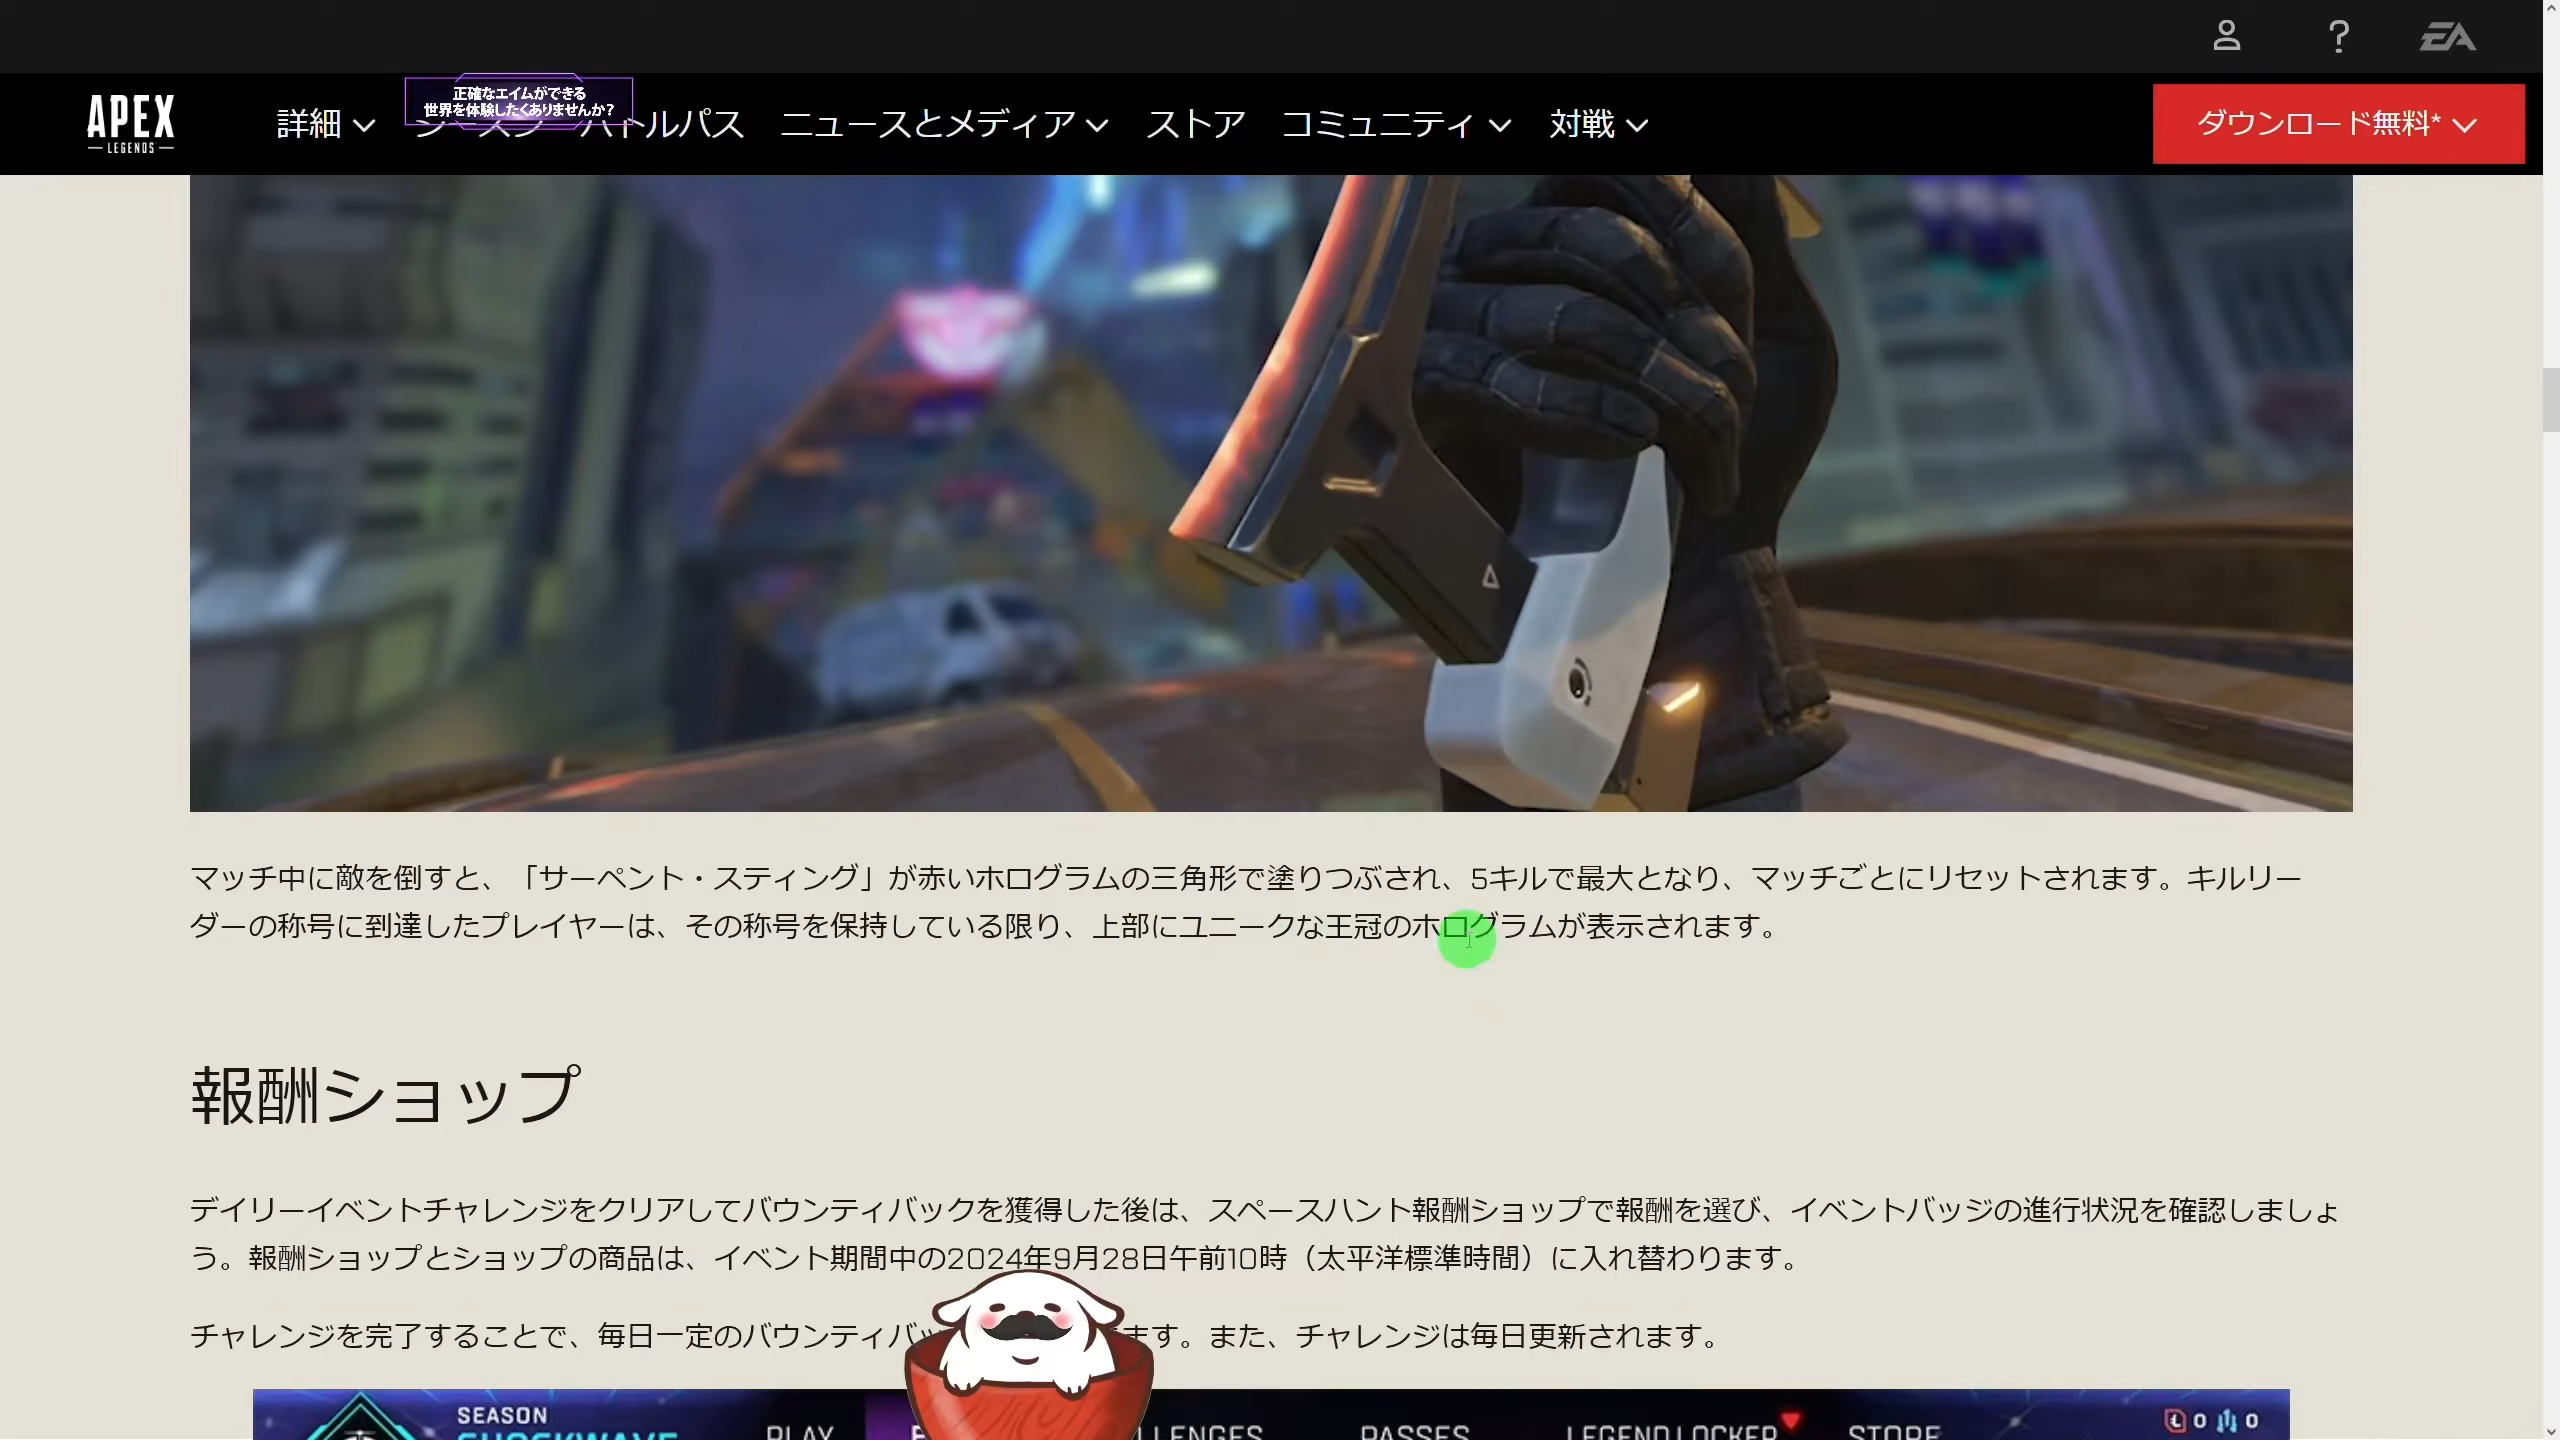 APEX
LEGENDS
詳細
正確なエイムができる
世界を体験したくありませんか?
ルパス
ニュースとメディア
ストア
コミュニティ
対戦
ダウンロード無料*
EA
マッチ中に敵を倒すと、「サーペント・スティング」が赤いホログラムの三角形で塗りつぶされ、5キルで最大となり、マッチごとにリセットされます。キルリー
ダーの称号に到達したプレイヤーは、その称号を保持している限り、上部にユニークな王冠のホログラムが表示されます。
報酬ショップ
デイリーイベントチャレンジをクリアしてバウンティバックを獲得した後は、スペースハント報酬ショップで報酬を選び、イベントバッジの進行状況を確認しましょ
う。報酬ショップとショップの商品は、イベント期間中の2024年9月28日午前10時（太平洋標準時間）に入れ替わります。
チャレンジを完了することで、毎日一定のバウンティバッ ます。また、チャレンジは毎日更新されます。
SEASON
SHOCKWAVE
PLAY
LLENGES
PASSES
LEGEND LOCKER
STORE
0
0